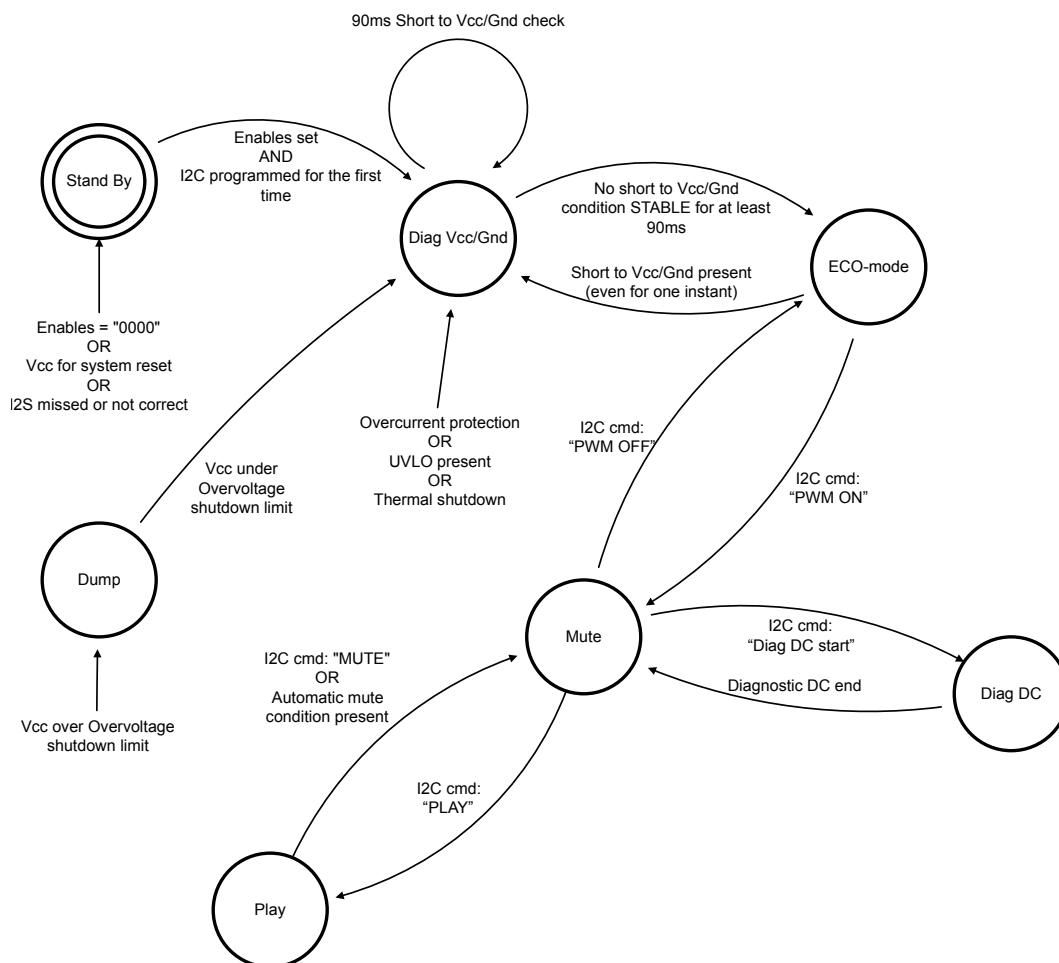 90ms Short to Vcc/Gnd check
Enables set
AND
I2C programmed for the first
time
Stand By
Diag Vcc/Gnd
No short to Vcc/Gnd
condition STABLE for at least
90ms
ECO-mode
Short to Vcc/Gnd present
(even for one instant)
Enables = "0000"
OR
Vcc for system reset
OR
I2S missed or not correct
Overcurrent protection
OR
UVLO present
OR
Thermal shutdown
Vcc under
Overvoltage
shutdown limit
I2C cmd:
“PWM OFF”
I2C cmd:
“PWM ON”
Dump
Mute
I2C cmd:
“Diag DC start”
Diagnostic DC end
Diag DC
I2C cmd: "MUTE"
OR
Automatic mute
condition present
Vcc over Overvoltage
shutdown limit
I2C cmd:
“PLAY”
Play